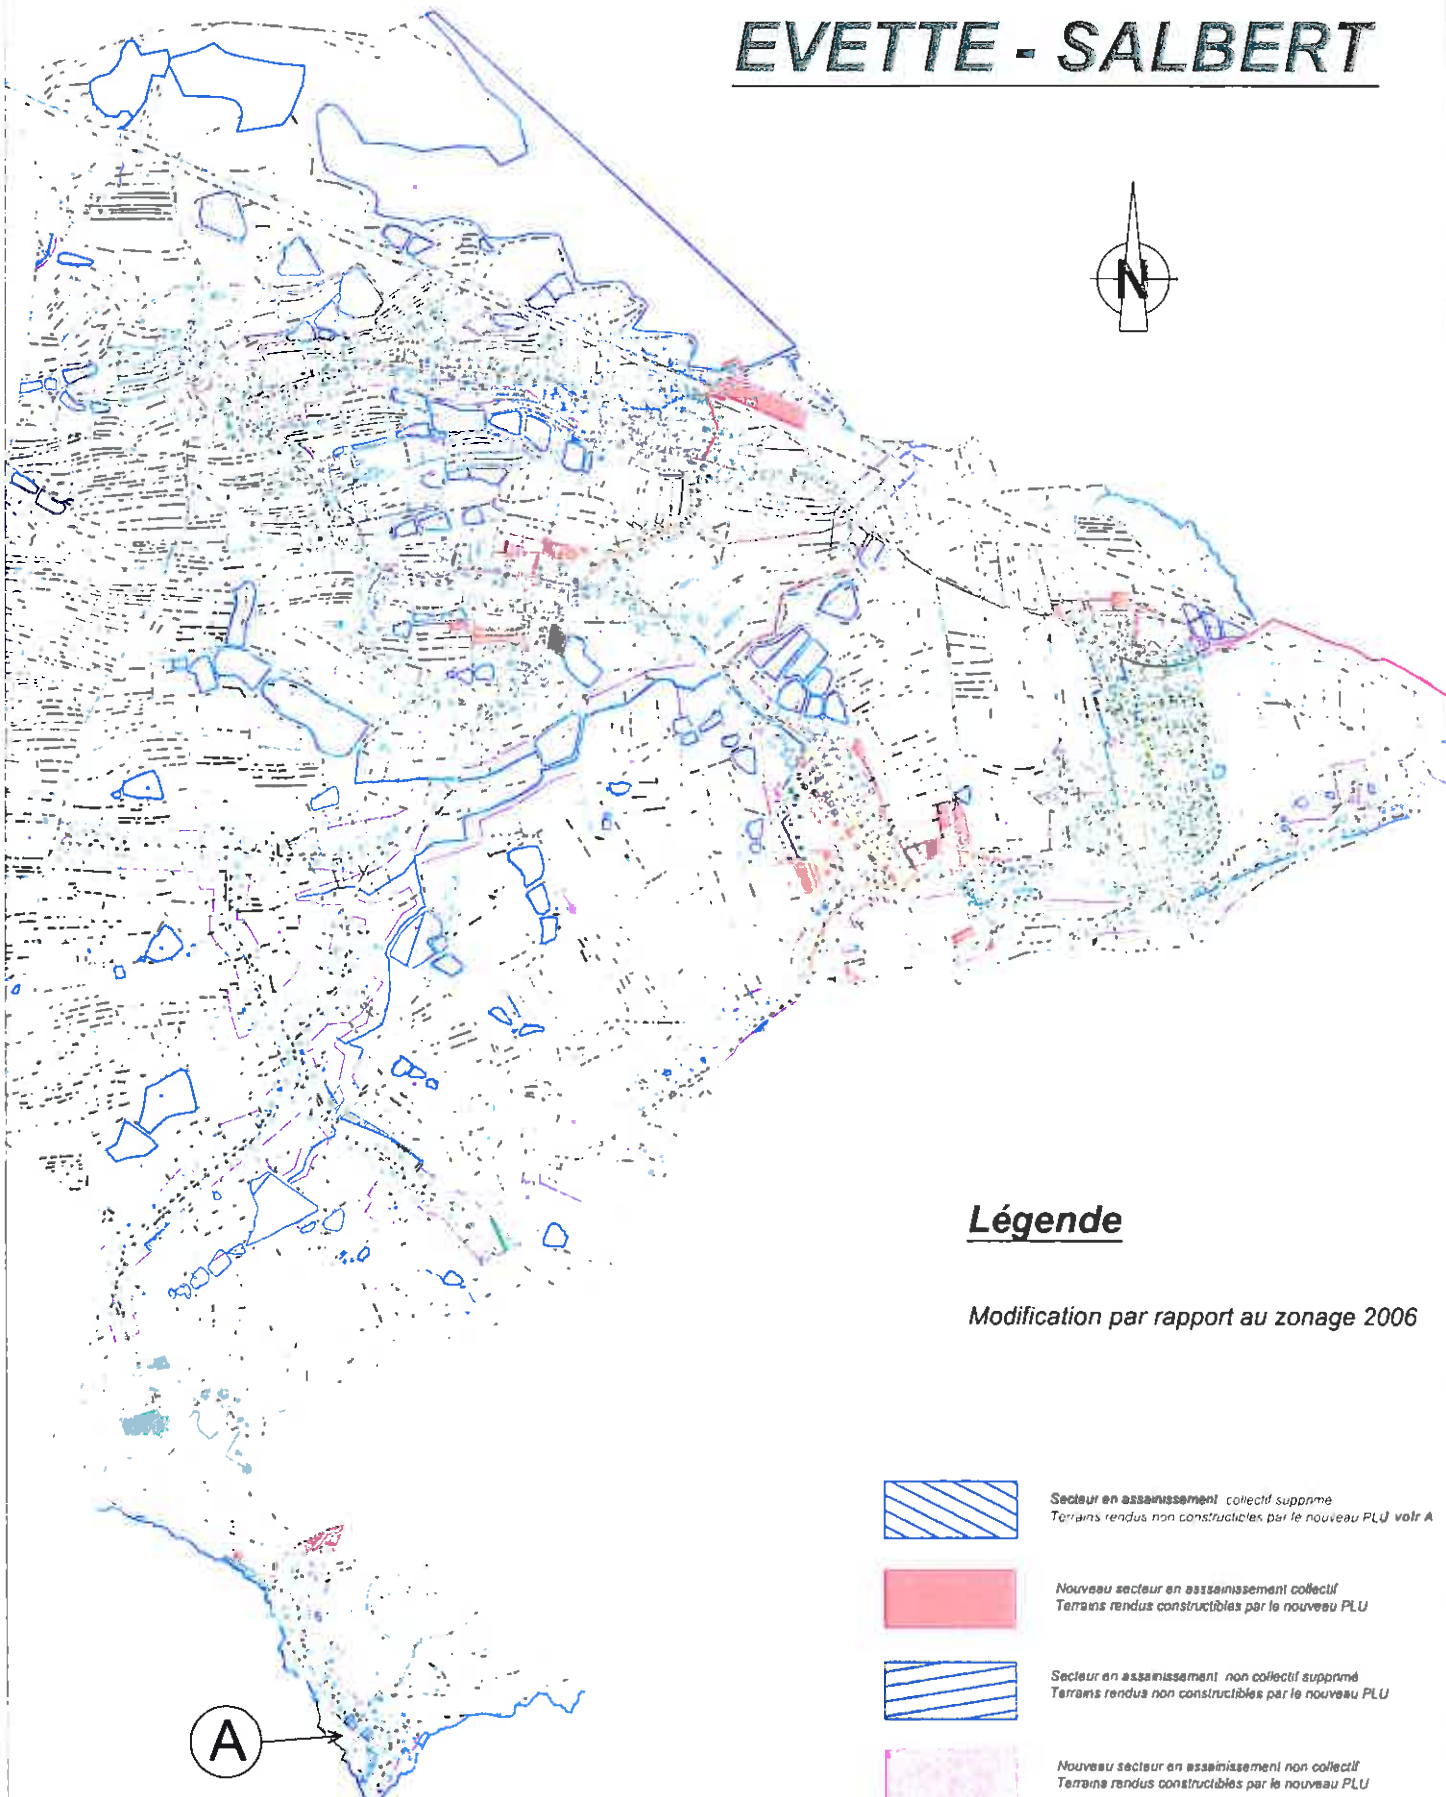 EVETTE - SALBERT
N
Légende
Modification par rapport au zonage 2006
Secteur en assainissement collectif supprimé
Terrains rendus non constructibles par le nouveau PLU voir A
Nouveau secteur en asssainissement collectif
Terrains rendus constructibles par le nouveau PLU
Secteur en assainissement non collectif supprimé
Terrains rendus non constructibles par le nouveau PLU
Nouveau secteur en assainissement non collectif
Terrains rendus constructibles par le nouveau PLU
A